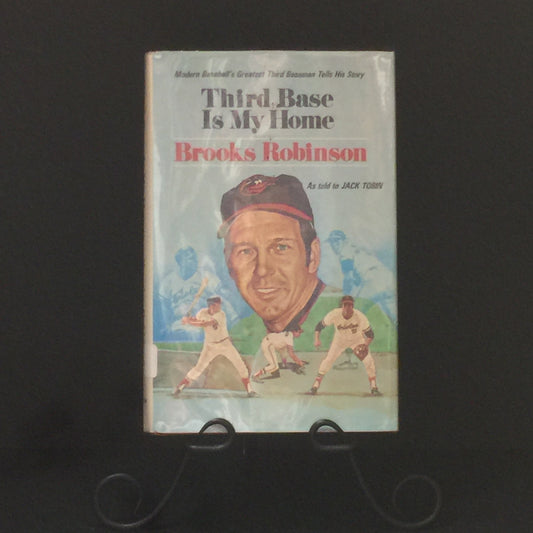 Modern Baseball's Greatest Third Baseman Tells His Story
Third Base
Is My Home
Brooks Robinson
As told to JACK TOBIN